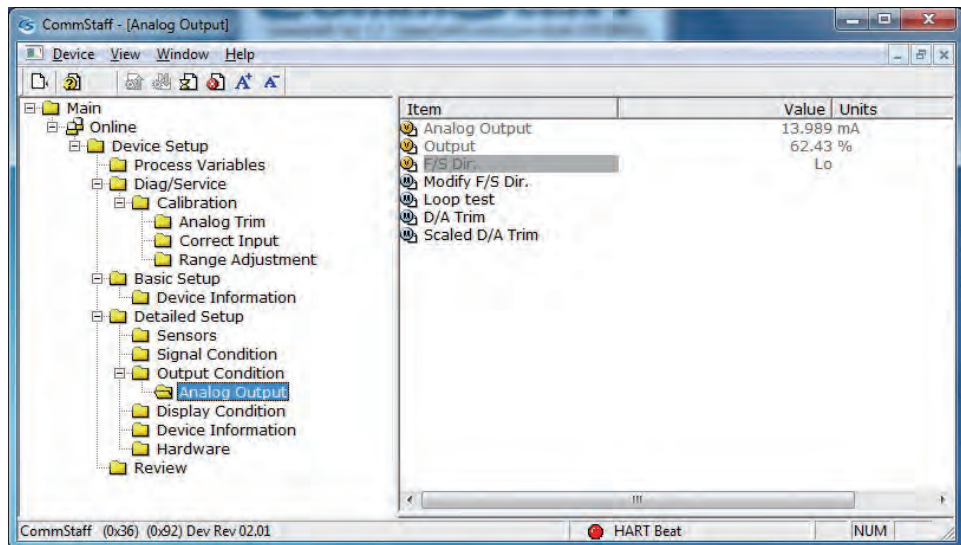 CommStaff - [Analog Output]
Device View Window Help
Main
Online
Device Setup
Process Variables
Diag/Service
Calibration
Analog Trim
Correct Input
Range Adjustment
Basic Setup
Device Information
Detailed Setup
Sensors
Signal Condition
Output Condition
Analog Output
Display Condition
Device Information
Hardware
Review
Item Value Units
Analog Output 13.989 mA
Output 62.43 %
F/S Dir. Lo
Modify F/S Dir.
Loop test
D/A Trim
Scaled D/A Trim
CommStaff (0x36) (0x92) Dev Rev 02.01 HART Beat NUM